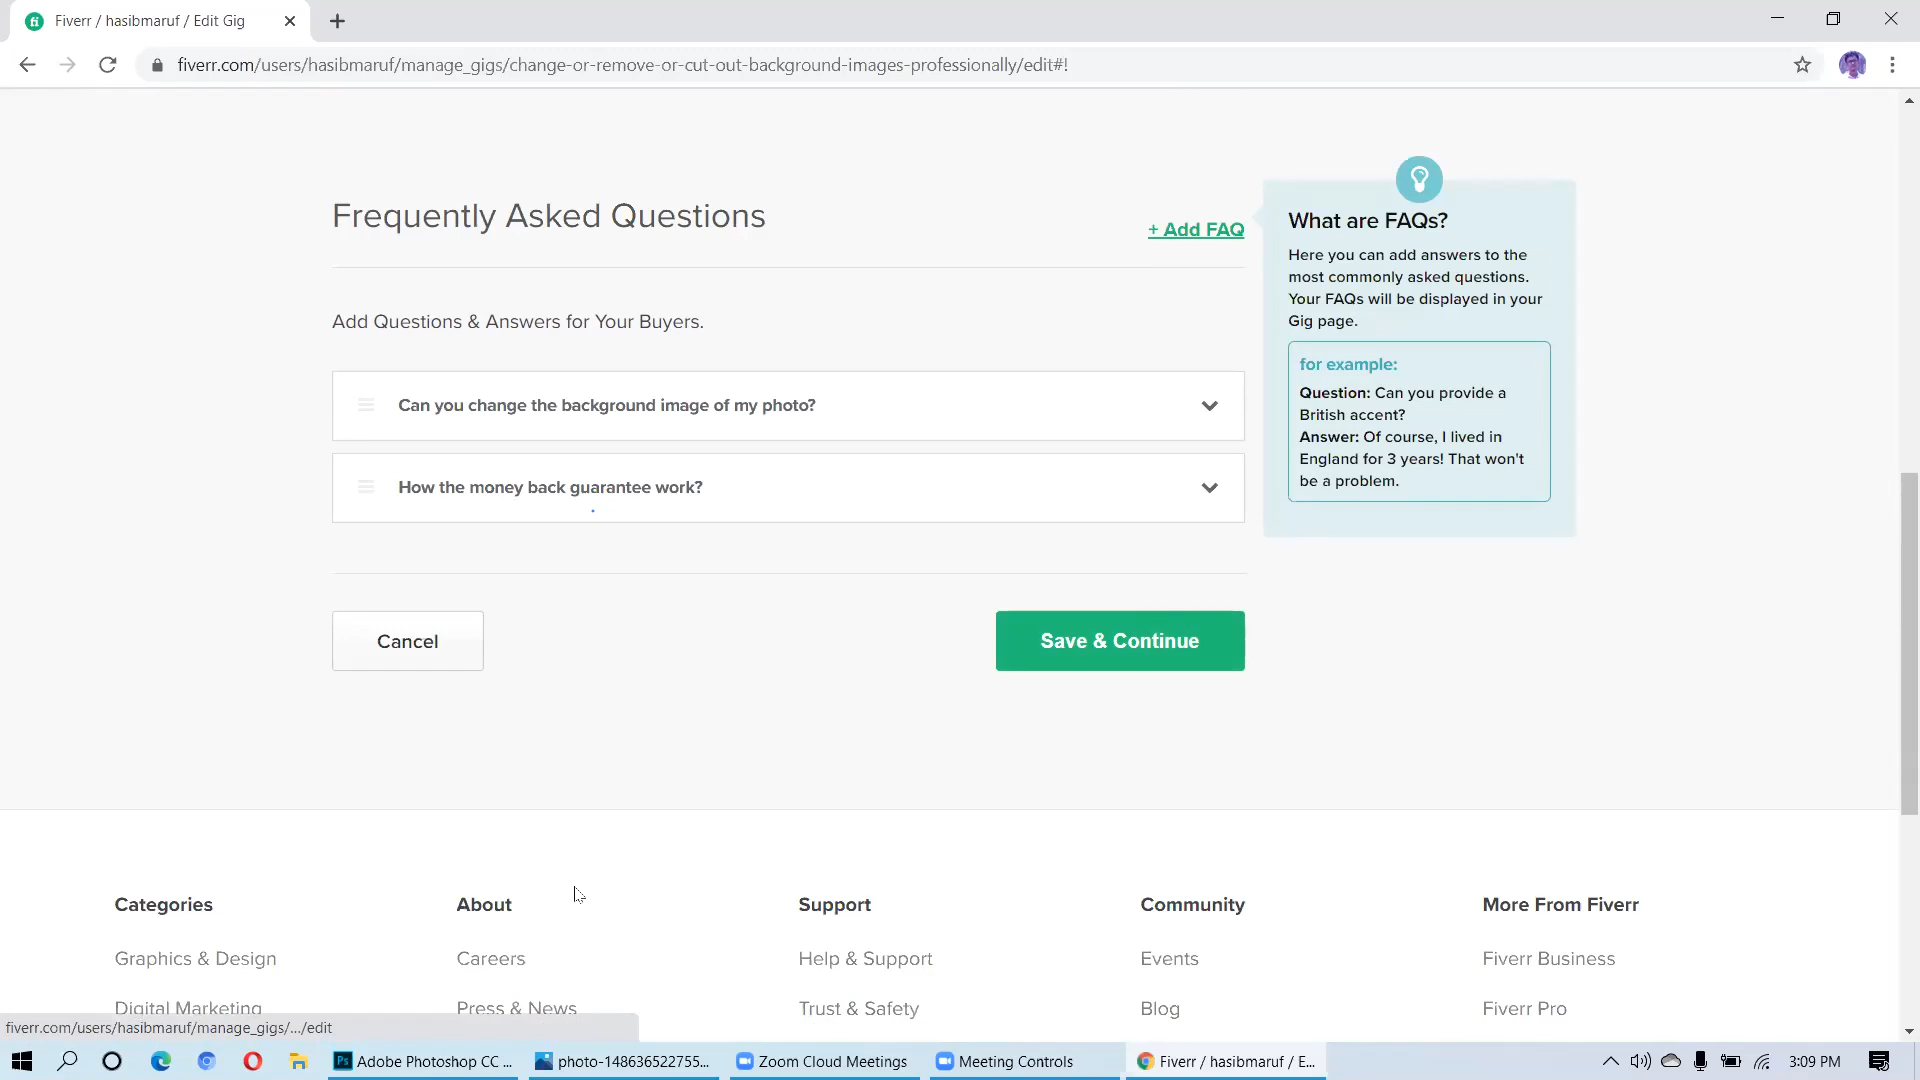 Fiverr / hasibmaruf / Edit Gig
fiverr.com/users/hasibmaruf/manage_gigs/change-or-remove-or-cut-out-background-images-professionally/edit#!
Frequently Asked Questions
+ Add FAQ
Add Questions & Answers for Your Buyers.
Can you change the background image of my photo?
How the money back guarantee work?
Cancel
Save & Continue
What are FAQs?
Here you can add answers to the
most commonly asked questions.
Your FAQs will be displayed in your
Gig page.
for example:
Question: Can you provide a
British accent?
Answer: Of course, I lived in
England for 3 years! That won't
be a problem.
Categories
Graphics & Design
Digital Marketing
About
Careers
Press & News
Support
Help & Support
Trust & Safety
Community
Events
Blog
More From Fiverr
Fiverr Business
Fiverr Pro
fiverr.com/users/hasibmaruf/manage_gigs/.../edit
Adobe Photoshop CC ...
photo-148636522755...
Zoom Cloud Meetings
Meeting Controls
Fiverr / hasibmaruf / E...
3:09 PM